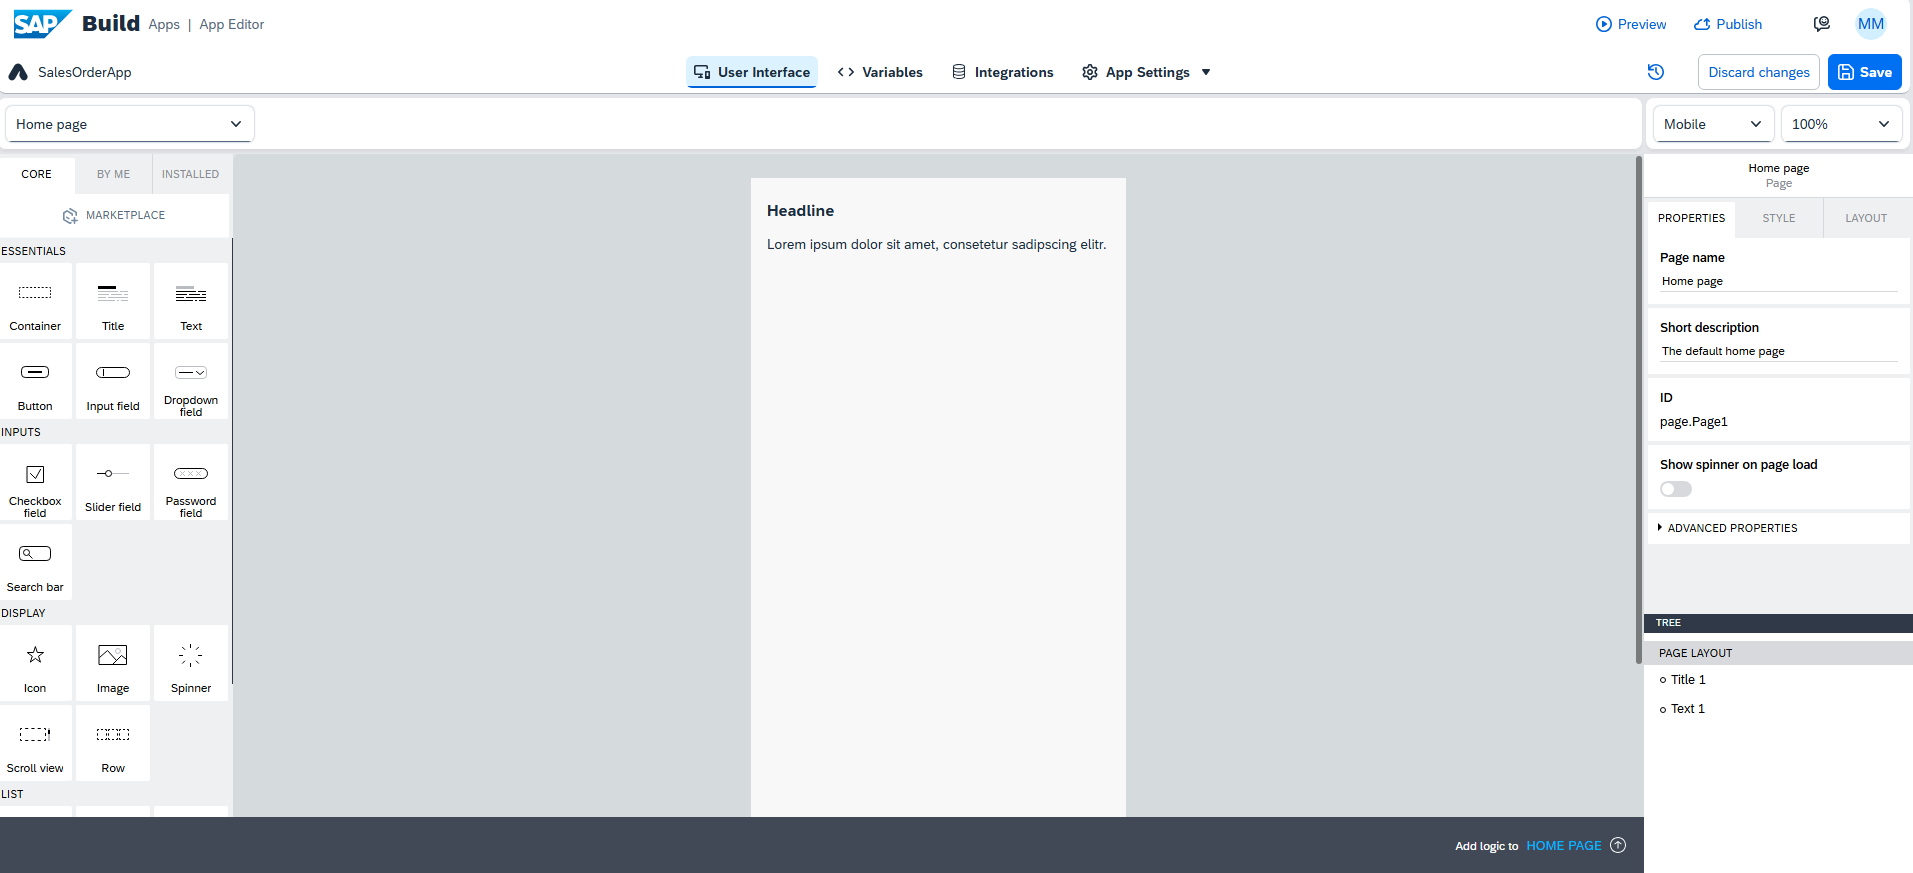 SAP Build Apps | App Editor
Preview
Publish
MM
SalesOrderApp
User Interface
Variables
Integrations
App Settings
Discard changes
Save
Home page
Mobile
100%
CORE
BY ME
INSTALLED
MARKETPLACE
ESSENTIALS
Container
Title
Text
Button
Input field
Dropdown
field
INPUTS
Checkbox
field
Slider field
Password
field
Search bar
DISPLAY
Icon
Image
Spinner
Scroll view
Row
LIST
Headline
Lorem ipsum dolor sit amet, consetetur sadipscing elitr.
Add logic to HOME PAGE
Home page
Page
PROPERTIES
STYLE
LAYOUT
Page name
Home page
Short description
The default home page
ID
page.Page1
Show spinner on page load
ADVANCED PROPERTIES
TREE
PAGE LAYOUT
Title 1
Text 1